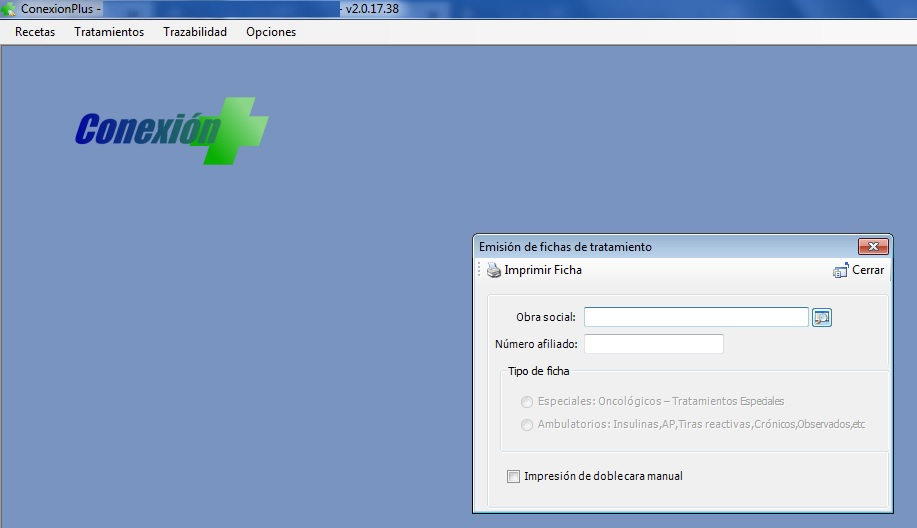 ConexionPlus - - v2.0.17.38
Recetas Tratamientos Trazabilidad Opciones
Conexión
Emisión de fichas de tratamiento
Imprimir Ficha Cerrar
Obra social:
Número afiliado:
Tipo de ficha
Especiales: Oncológicos – Tratamientos Especiales
Ambulatorios: Insulinas,AP,Tiras reactivas,Crónicos,Observados,etc
Impresión de doble cara manual